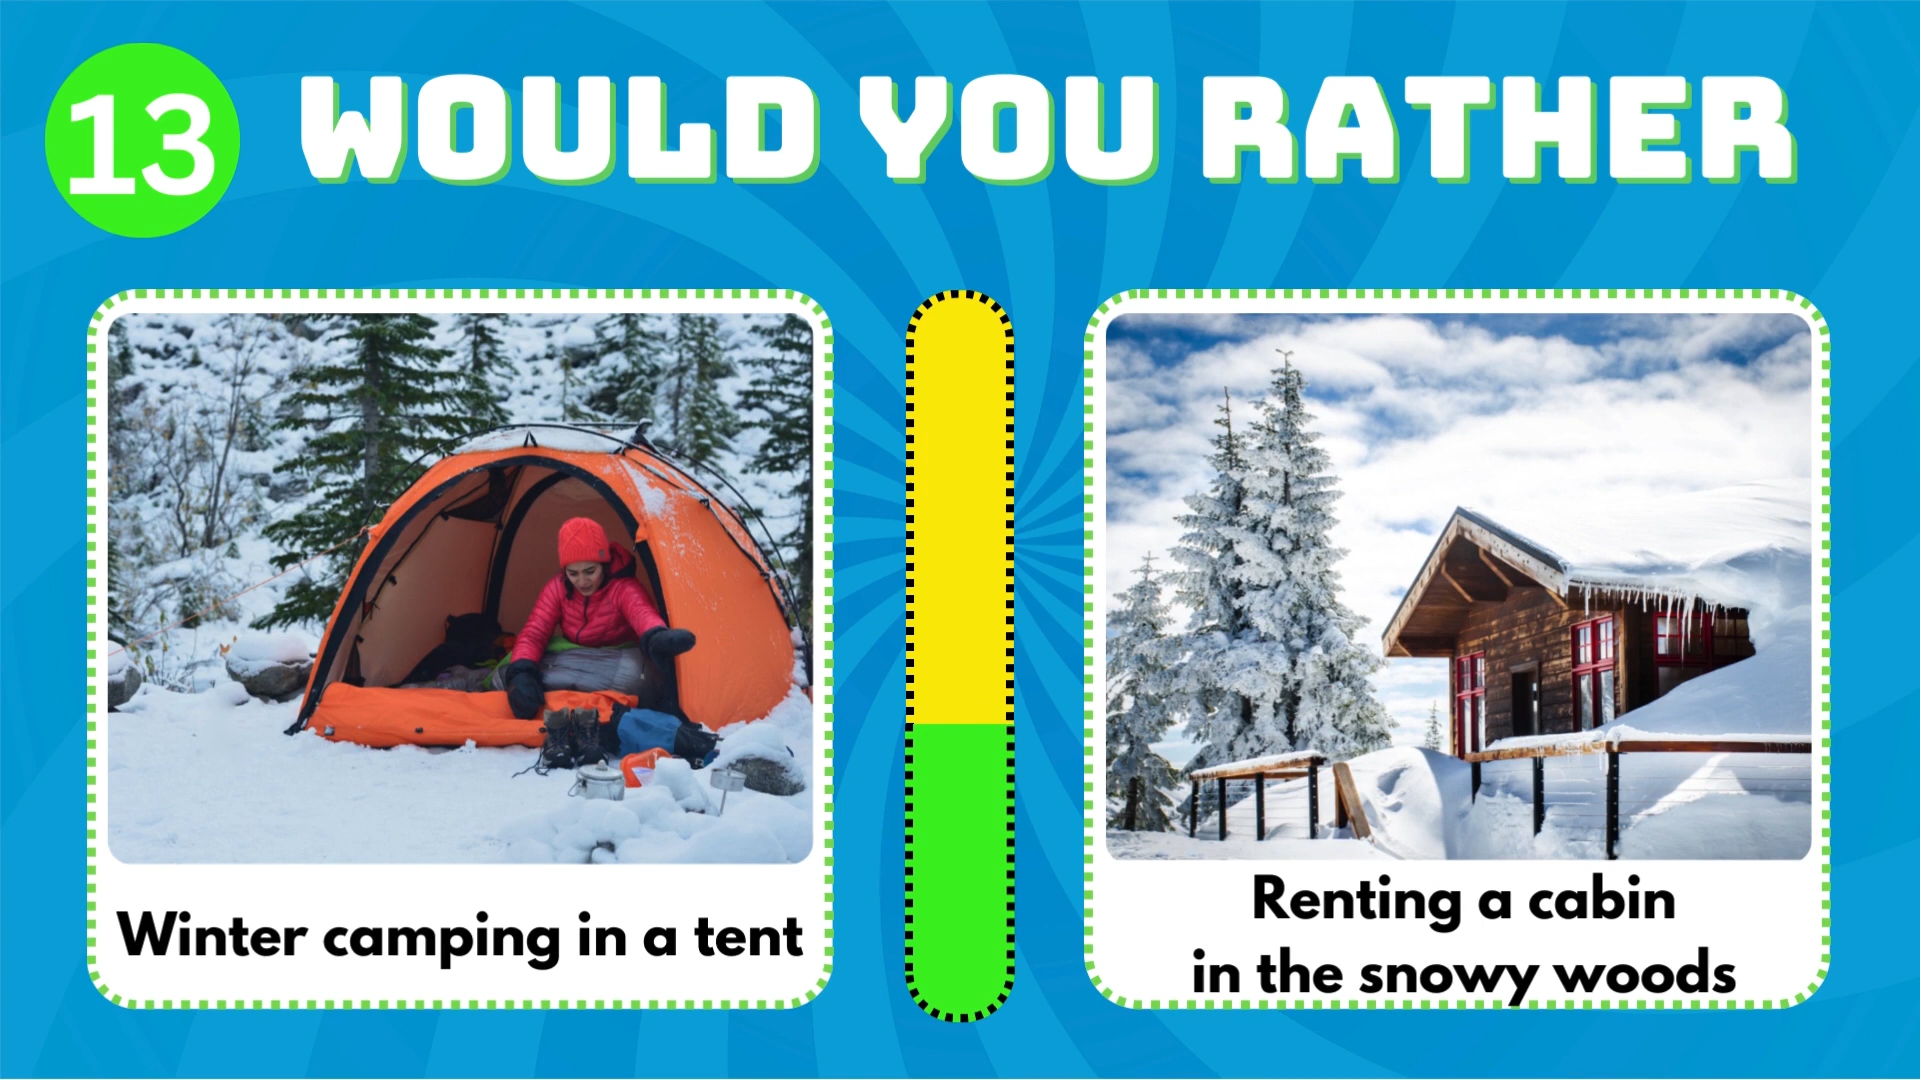 13
WOULD YOU RATHER
Winter camping in a tent
Renting a cabin
in the snowy woods